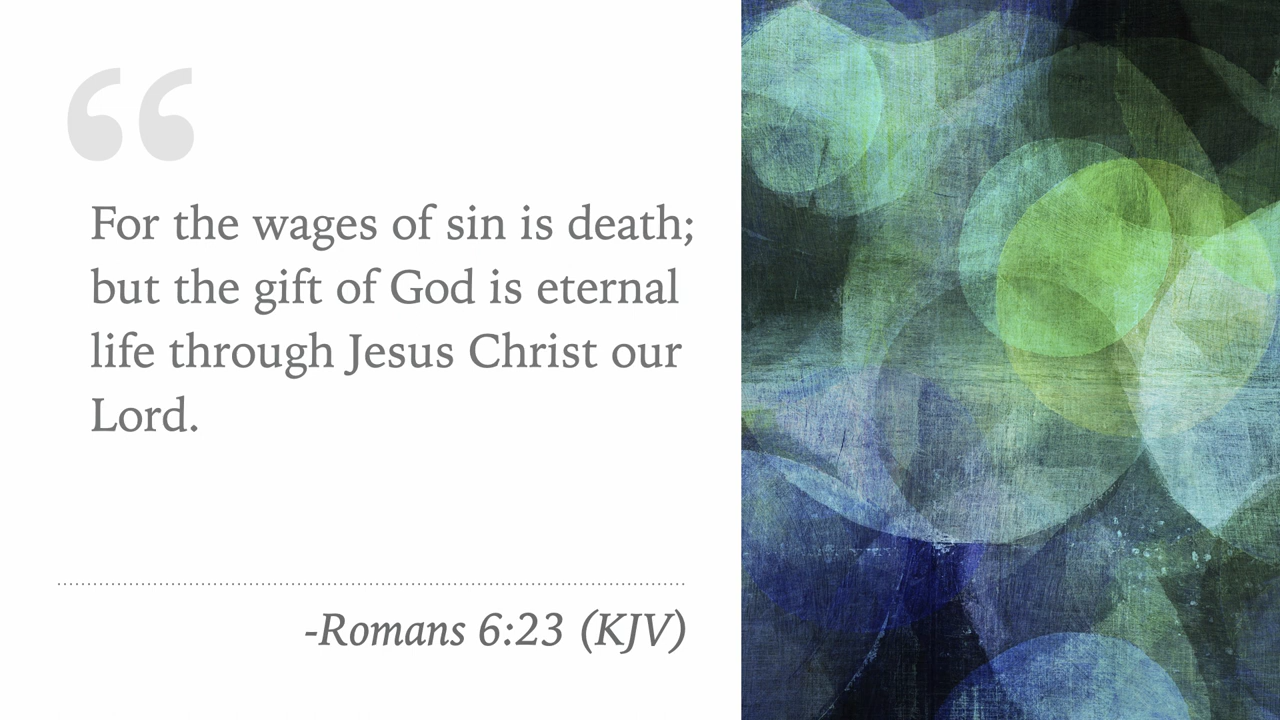 “
For the wages of sin is death;
but the gift of God is eternal
life through Jesus Christ our
Lord.
-Romans 6:23 (KJV)